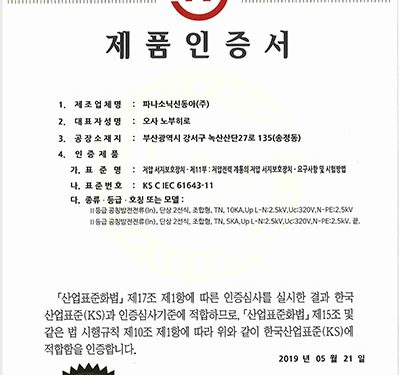 제품인증서
1. 제조업체명 : 파나소닉신동아(주)
2. 대표자성명 : 오사 노부히로
3. 공장소재지 : 부산광역시 강서구 녹산산단27로 135(송정동)
4. 인증제품
가. 표준명 : 저압 서지보호장치 - 제11부 : 저압전력 계통의 저압 서지보호장치 - 요구사항 및 시험방법
나. 표준번호 : KS C IEC 61643-11
다. 종류·등급·호칭 또는 모델 :
Ⅱ등급 공칭방전전류(In), 단상 2선식, 조합형, TN, 10KA,Up L-N:2.5kV,Uc:320V,N-PE:2.5kV
Ⅱ등급 공칭방전전류(In), 단상 2선식, 조합형, TN, 5KA,Up L-N:2.5kV,Uc:320V,N-PE:2.5kV. 끝.
「산업표준화법」 제17조 제1항에 따른 인증심사를 실시한 결과 한국
산업표준(KS)과 인증심사기준에 적합하므로, 「산업표준화법」 제15조 및
같은 법 시행규칙 제10조 제1항에 따라 위와 같이 한국산업표준(KS)에
적합함을 인증합니다.
2019 년 05 월 21 일